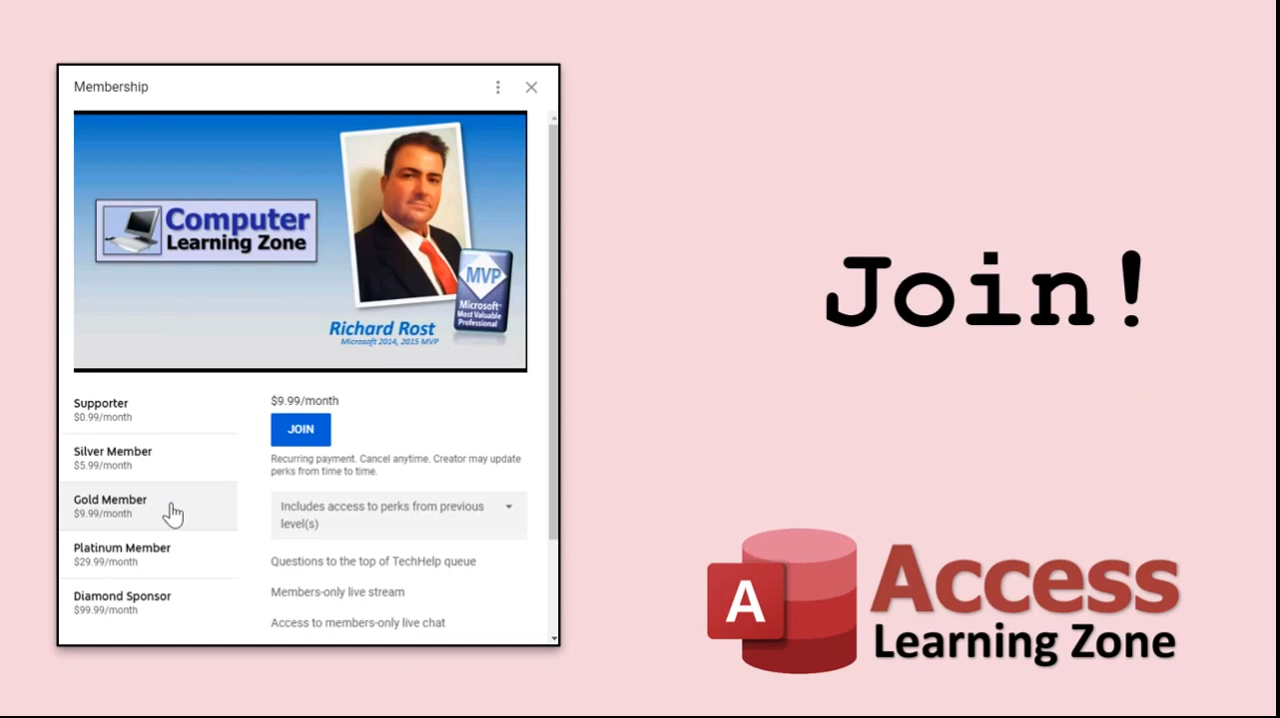 Membership
Computer
Learning Zone
MVP
Microsoft®
Most Valuable
Professional
Richard Rost
Microsoft 2014, 2015 MVP
Supporter
$0.99/month
Silver Member
$5.99/month
Gold Member
$9.99/month
Platinum Member
$29.99/month
Diamond Sponsor
$99.99/month
$9.99/month
JOIN
Recurring payment. Cancel anytime. Creator may update
perks from time to time.
Includes access to perks from previous
level(s)
Questions to the top of TechHelp queue
Members-only live stream
Access to members-only live chat
Join!
A
Access
Learning Zone